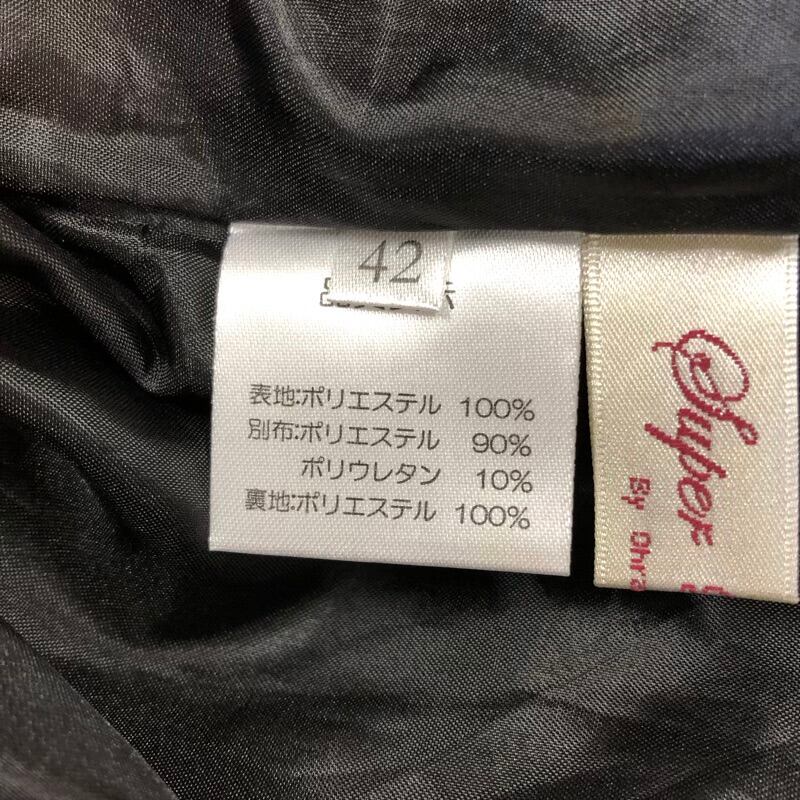 42
表地:ポリエステル 100%
別布:ポリエステル 90%
ポリウレタン 10%
裏地:ポリエステル 100%
Super
By